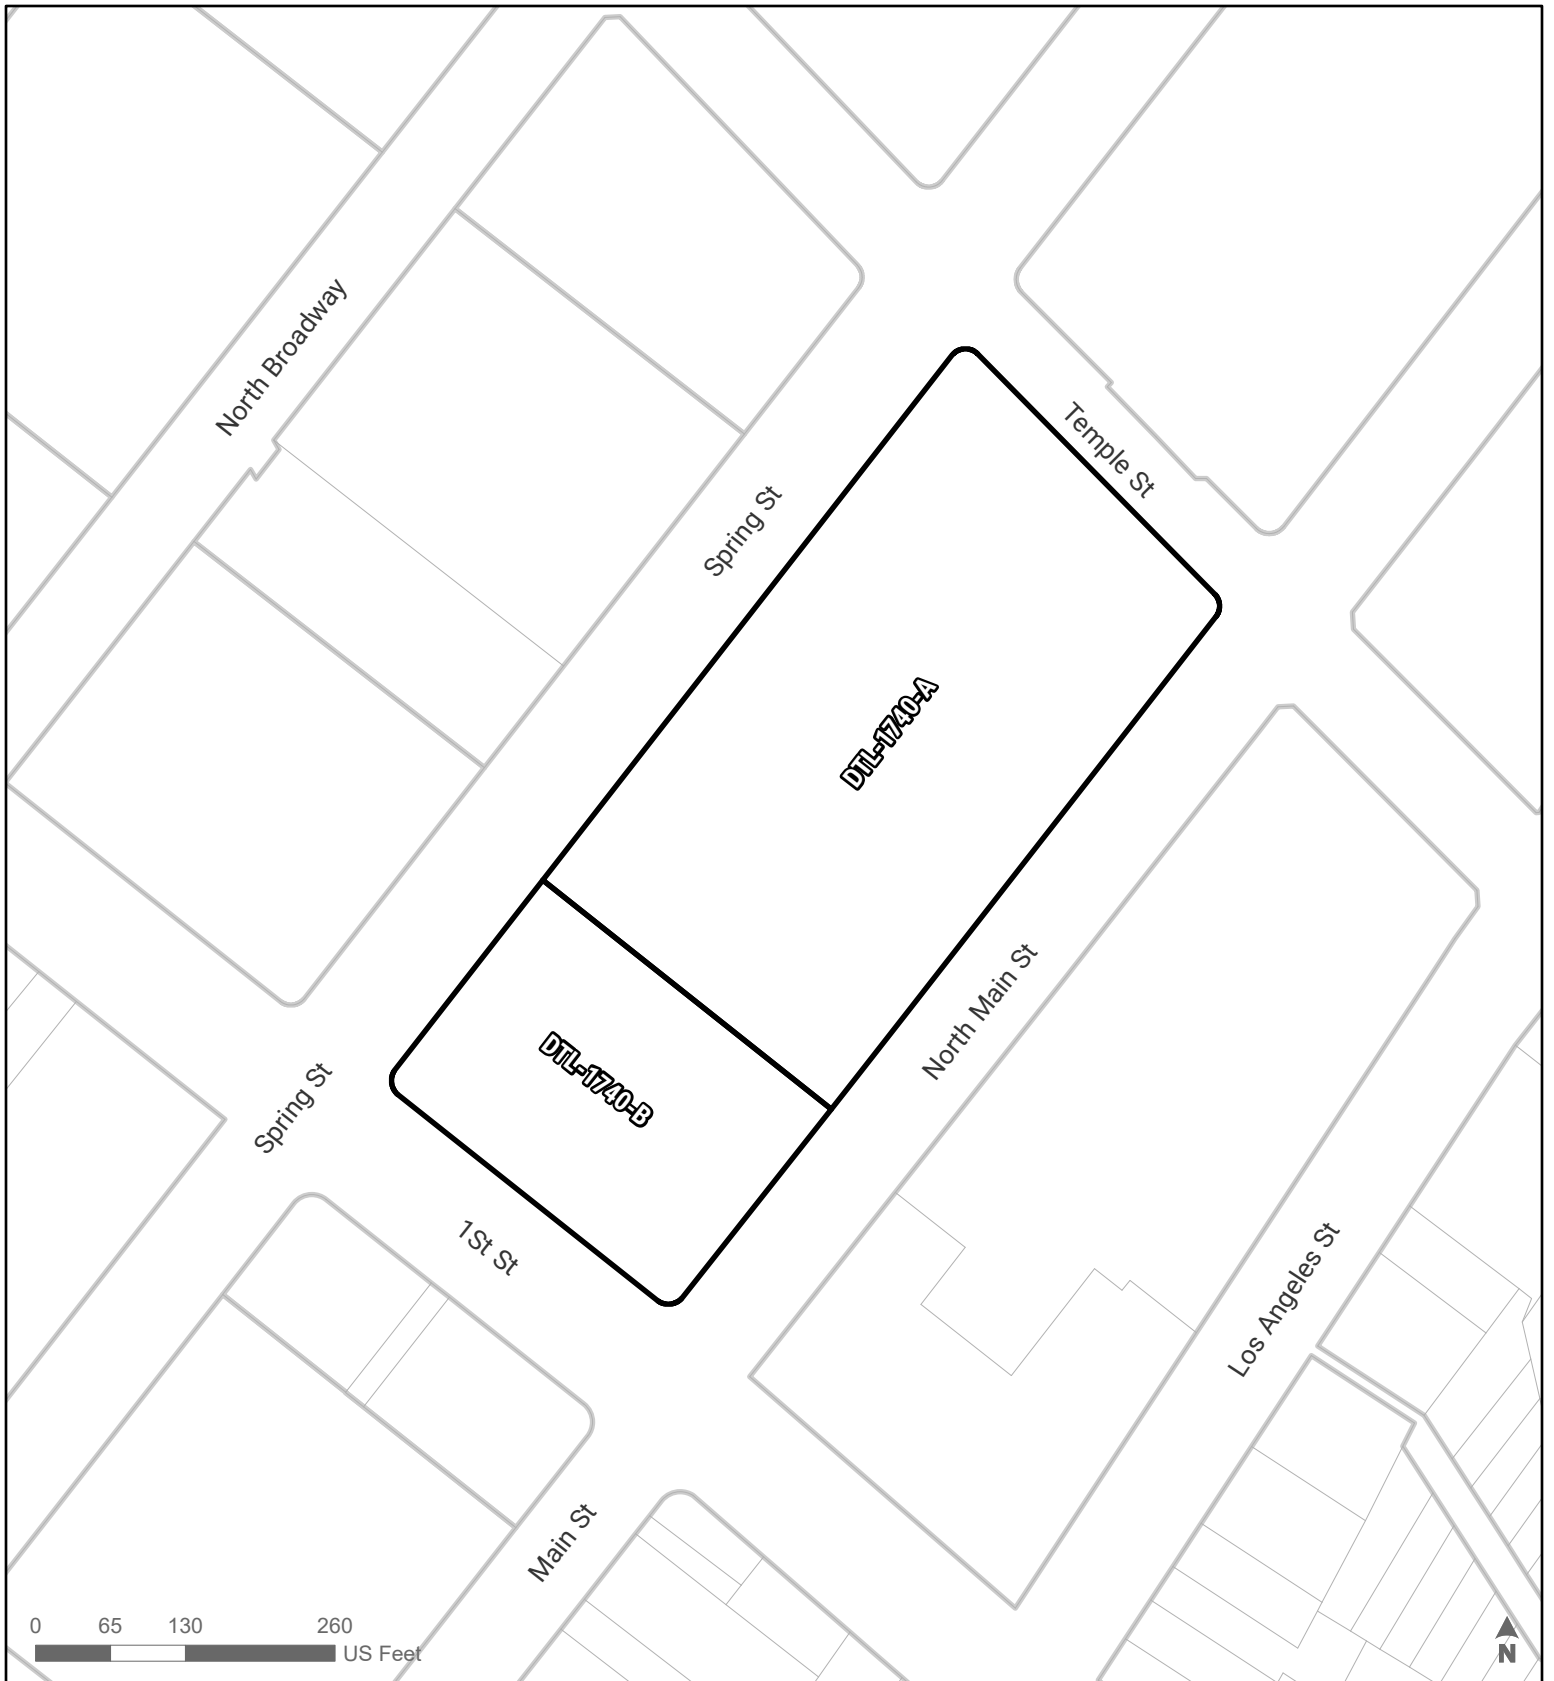 North Broadway
Temple St
Spring St
DTL-1740-A
North Main St
DTL-1740-B
Spring St
1St St
Los Angeles St
Main St
0 65 130 260
US Feet
N